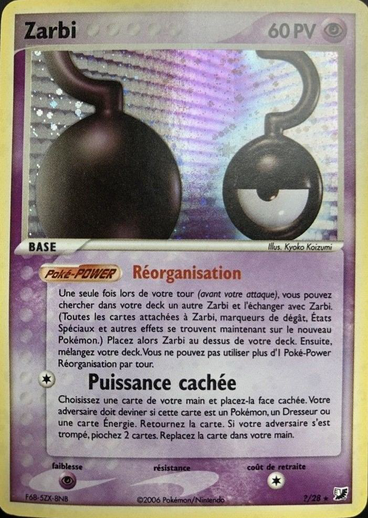 Zarbi 60 PV
BASE
Illus. Kyoko Koizumi
Poké-POWER Réorganisation
Une seule fois lors de votre tour (avant votre attaque), vous pouvez
chercher dans votre deck un autre Zarbi et l'échanger avec Zarbi.
(Toutes les cartes attachées à Zarbi, marqueurs de dégât, États
Spéciaux et autres effets se trouvent maintenant sur le nouveau
Pokémon.) Placez alors Zarbi au dessus de votre deck. Ensuite,
mélangez votre deck. Vous ne pouvez pas utiliser plus d'1 Poké-Power
Réorganisation par tour.
Puissance cachée
Choisissez une carte de votre main et placez-la face cachée. Votre
adversaire doit deviner si cette carte est un Pokémon, un Dresseur ou
une carte Énergie. Retournez la carte. Si votre adversaire s'est
trompé, piochez 2 cartes. Replacez la carte dans votre main.
faiblesse résistance coût de retraite
F6B-5ZX-8NB ©2006 Pokémon/Nintendo ?/28 ★